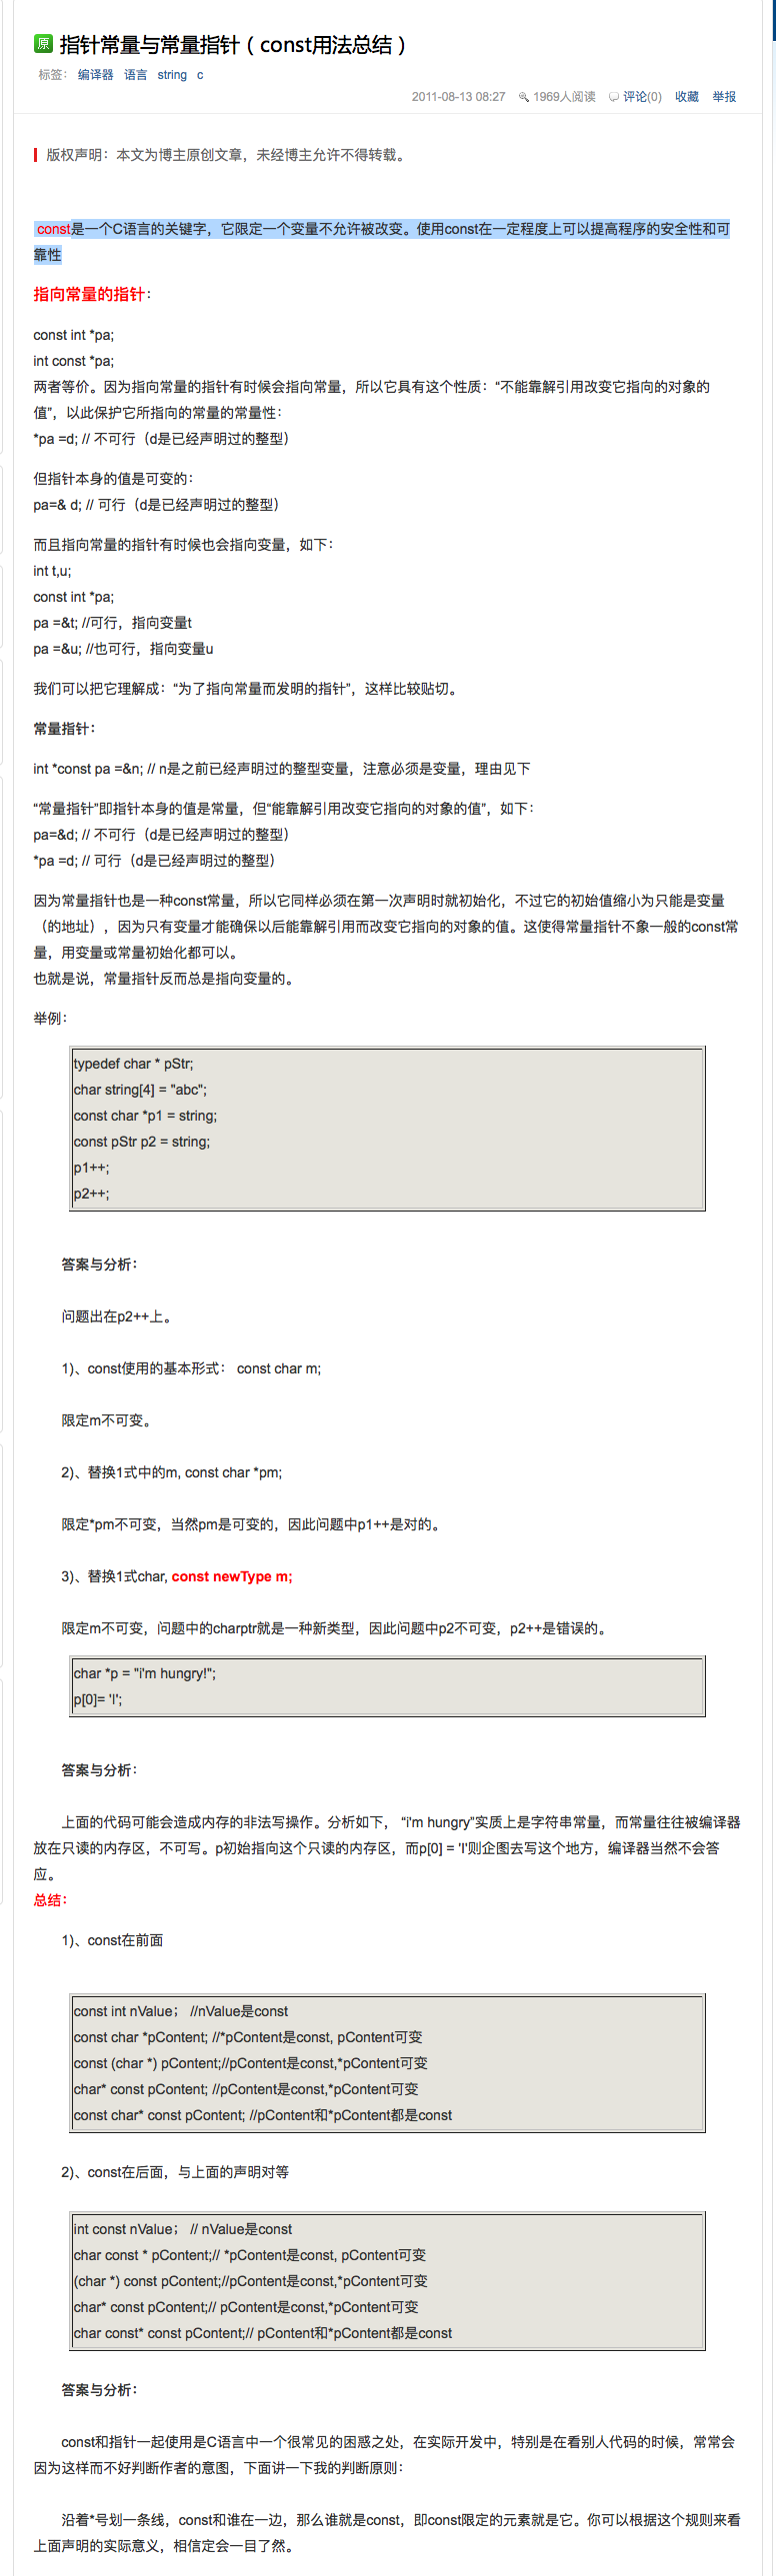 原 指针常量与常量指针（const用法总结）
标签： 编译器 语言 string c
2011-08-13 08:27 1969人阅读 评论(0) 收藏 举报
版权声明：本文为博主原创文章，未经博主允许不得转载。
const是一个C语言的关键字，它限定一个变量不允许被改变。使用const在一定程度上可以提高程序的安全性和可
靠性
指向常量的指针：
const int *pa;
int const *pa;
两者等价。因为指向常量的指针有时候会指向常量，所以它具有这个性质：“不能靠解引用改变它指向的对象的
值”，以此保护它所指向的常量的常量性：
*pa =d; // 不可行（d是已经声明过的整型）
但指针本身的值是可变的：
pa=& d; // 可行（d是已经声明过的整型）
而且指向常量的指针有时候也会指向变量，如下：
int t,u;
const int *pa;
pa =&t; //可行，指向变量t
pa =&u; //也可行，指向变量u
我们可以把它理解成：“为了指向常量而发明的指针”，这样比较贴切。
常量指针：
int *const pa =&n; // n是之前已经声明过的整型变量，注意必须是变量，理由见下
“常量指针”即指针本身的值是常量，但“能靠解引用改变它指向的对象的值”，如下：
pa=&d; // 不可行（d是已经声明过的整型）
*pa =d; // 可行（d是已经声明过的整型）
因为常量指针也是一种const常量，所以它同样必须在第一次声明时就初始化，不过它的初始值缩小为只能是变量
（的地址），因为只有变量才能确保以后能靠解引用而改变它指向的对象的值。这使得常量指针不象一般的const常
量，用变量或常量初始化都可以。
也就是说，常量指针反而总是指向变量的。
举例：
typedef char * pStr;
char string[4] = "abc";
const char *p1 = string;
const pStr p2 = string;
p1++;
p2++;
答案与分析：
问题出在p2++上。
1)、const使用的基本形式： const char m;
限定m不可变。
2)、替换1式中的m, const char *pm;
限定*pm不可变，当然pm是可变的，因此问题中p1++是对的。
3)、替换1式char, const newType m;
限定m不可变，问题中的charptr就是一种新类型，因此问题中p2不可变，p2++是错误的。
char *p = "i'm hungry!";
p[0]= 'I';
答案与分析：
上面的代码可能会造成内存的非法写操作。分析如下， “i'm hungry”实质上是字符串常量，而常量往往被编译器
放在只读的内存区，不可写。p初始指向这个只读的内存区，而p[0] = 'I'则企图去写这个地方，编译器当然不会答
应。
总结：
1)、const在前面
const int nValue； //nValue是const
const char *pContent; //*pContent是const, pContent可变
const (char *) pContent;//pContent是const,*pContent可变
char* const pContent; //pContent是const,*pContent可变
const char* const pContent; //pContent和*pContent都是const
2)、const在后面，与上面的声明对等
int const nValue； // nValue是const
char const * pContent;// *pContent是const, pContent可变
(char *) const pContent;//pContent是const,*pContent可变
char* const pContent;// pContent是const,*pContent可变
char const* const pContent;// pContent和*pContent都是const
答案与分析：
const和指针一起使用是C语言中一个很常见的困惑之处，在实际开发中，特别是在看别人代码的时候，常常会
因为这样而不好判断作者的意图，下面讲一下我的判断原则：
沿着*号划一条线，const和谁在一边，那么谁就是const，即const限定的元素就是它。你可以根据这个规则来看
上面声明的实际意义，相信定会一目了然。